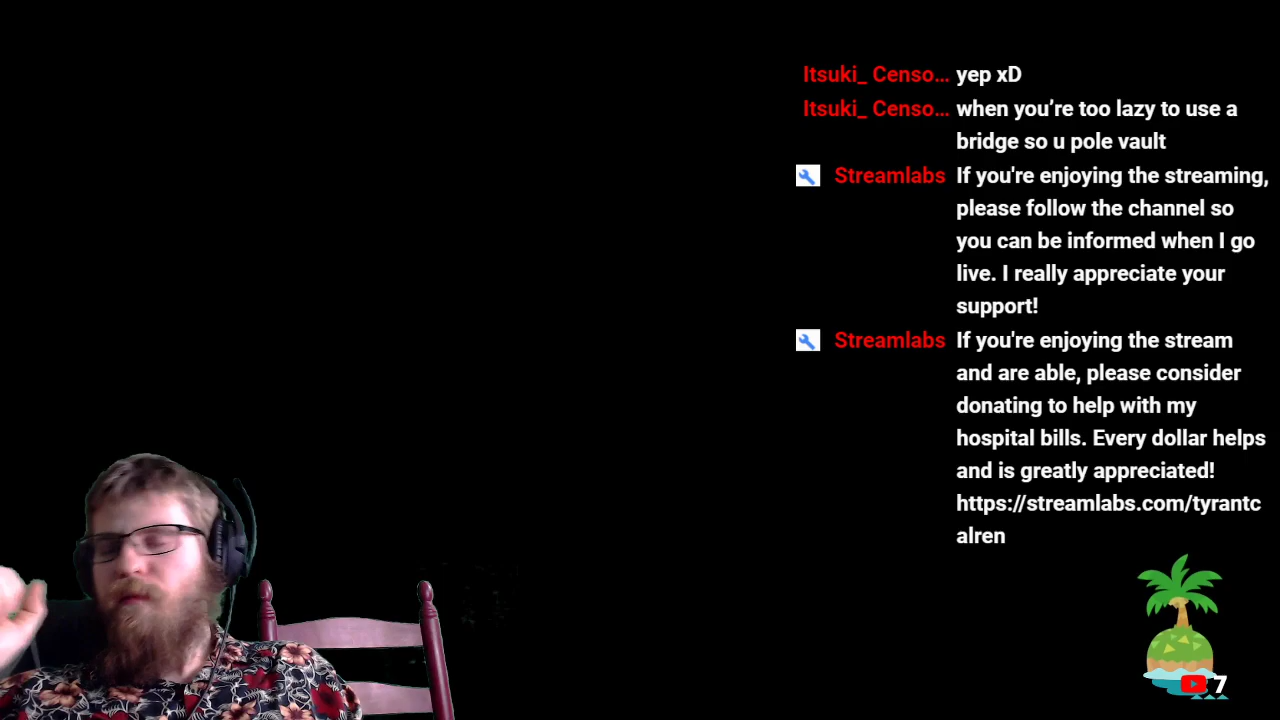 Itsuki_ Censo... yep xD
Itsuki_ Censo... when you’re too lazy to use a
bridge so u pole vault
Streamlabs If you're enjoying the streaming,
please follow the channel so
you can be informed when I go
live. I really appreciate your
support!
Streamlabs If you're enjoying the stream
and are able, please consider
donating to help with my
hospital bills. Every dollar helps
and is greatly appreciated!
https://streamlabs.com/tyrantc
alren
7